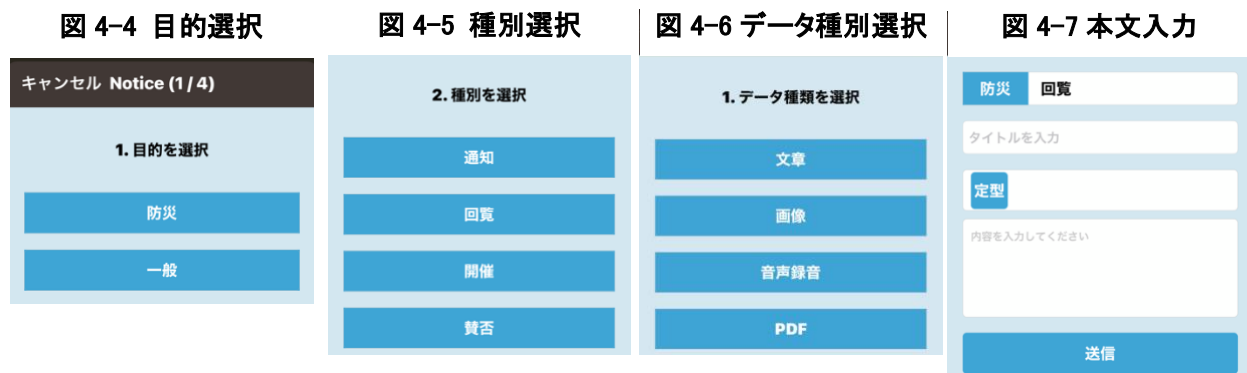 図 4-4 目的選択
キャンセル Notice (1 / 4)
1. 目的を選択
防災
一般
図 4-5 種別選択
2. 種別を選択
通知
回覧
開催
賛否
図 4-6 データ種別選択
1. データ種類を選択
文章
画像
音声録音
PDF
図 4-7 本文入力
防災 回覧
タイトルを入力
定型
内容を入力してください
送信